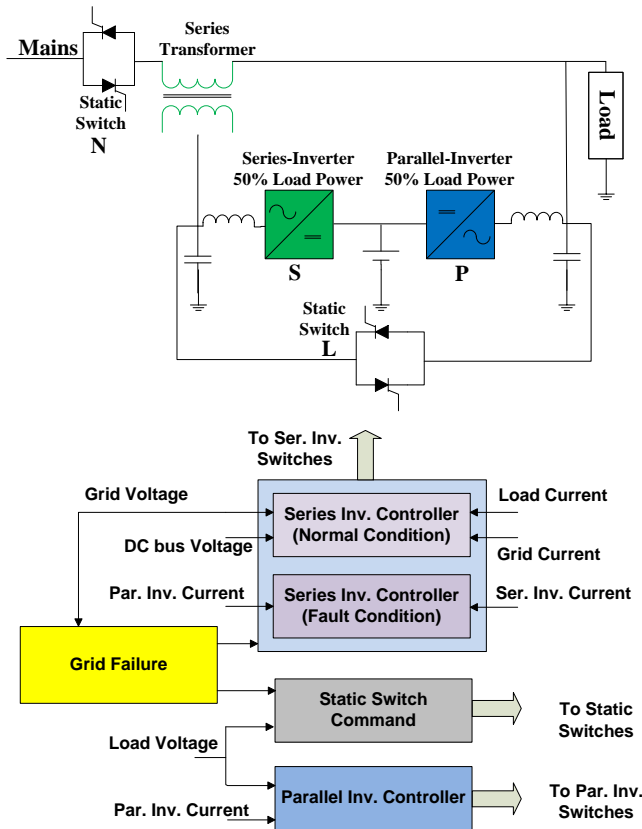 Mains
Series
Transformer
Static
Switch
N
Load
Series-Inverter
50% Load Power
Parallel-Inverter
50% Load Power
S
P
Static
Switch
L
To Ser. Inv.
Switches
Grid Voltage
DC bus Voltage
Series Inv. Controller
(Normal Condition)
Load Current
Grid Current
Par. Inv. Current
Series Inv. Controller
(Fault Condition)
Ser. Inv. Current
Grid Failure
Static Switch
Command
To Static
Switches
Load Voltage
Par. Inv. Current
Parallel Inv. Controller
To Par. Inv.
Switches